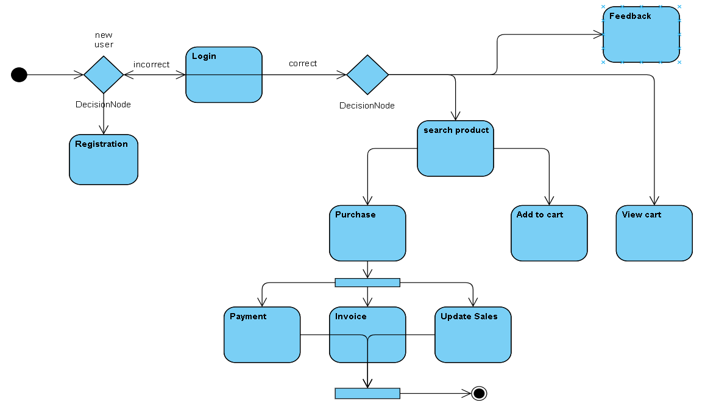 Feedback
new
user
Login
incorrect
correct
DecisionNode
DecisionNode
search product
Registration
Purchase
Add to cart
View cart
Payment
Invoice
Update Sales